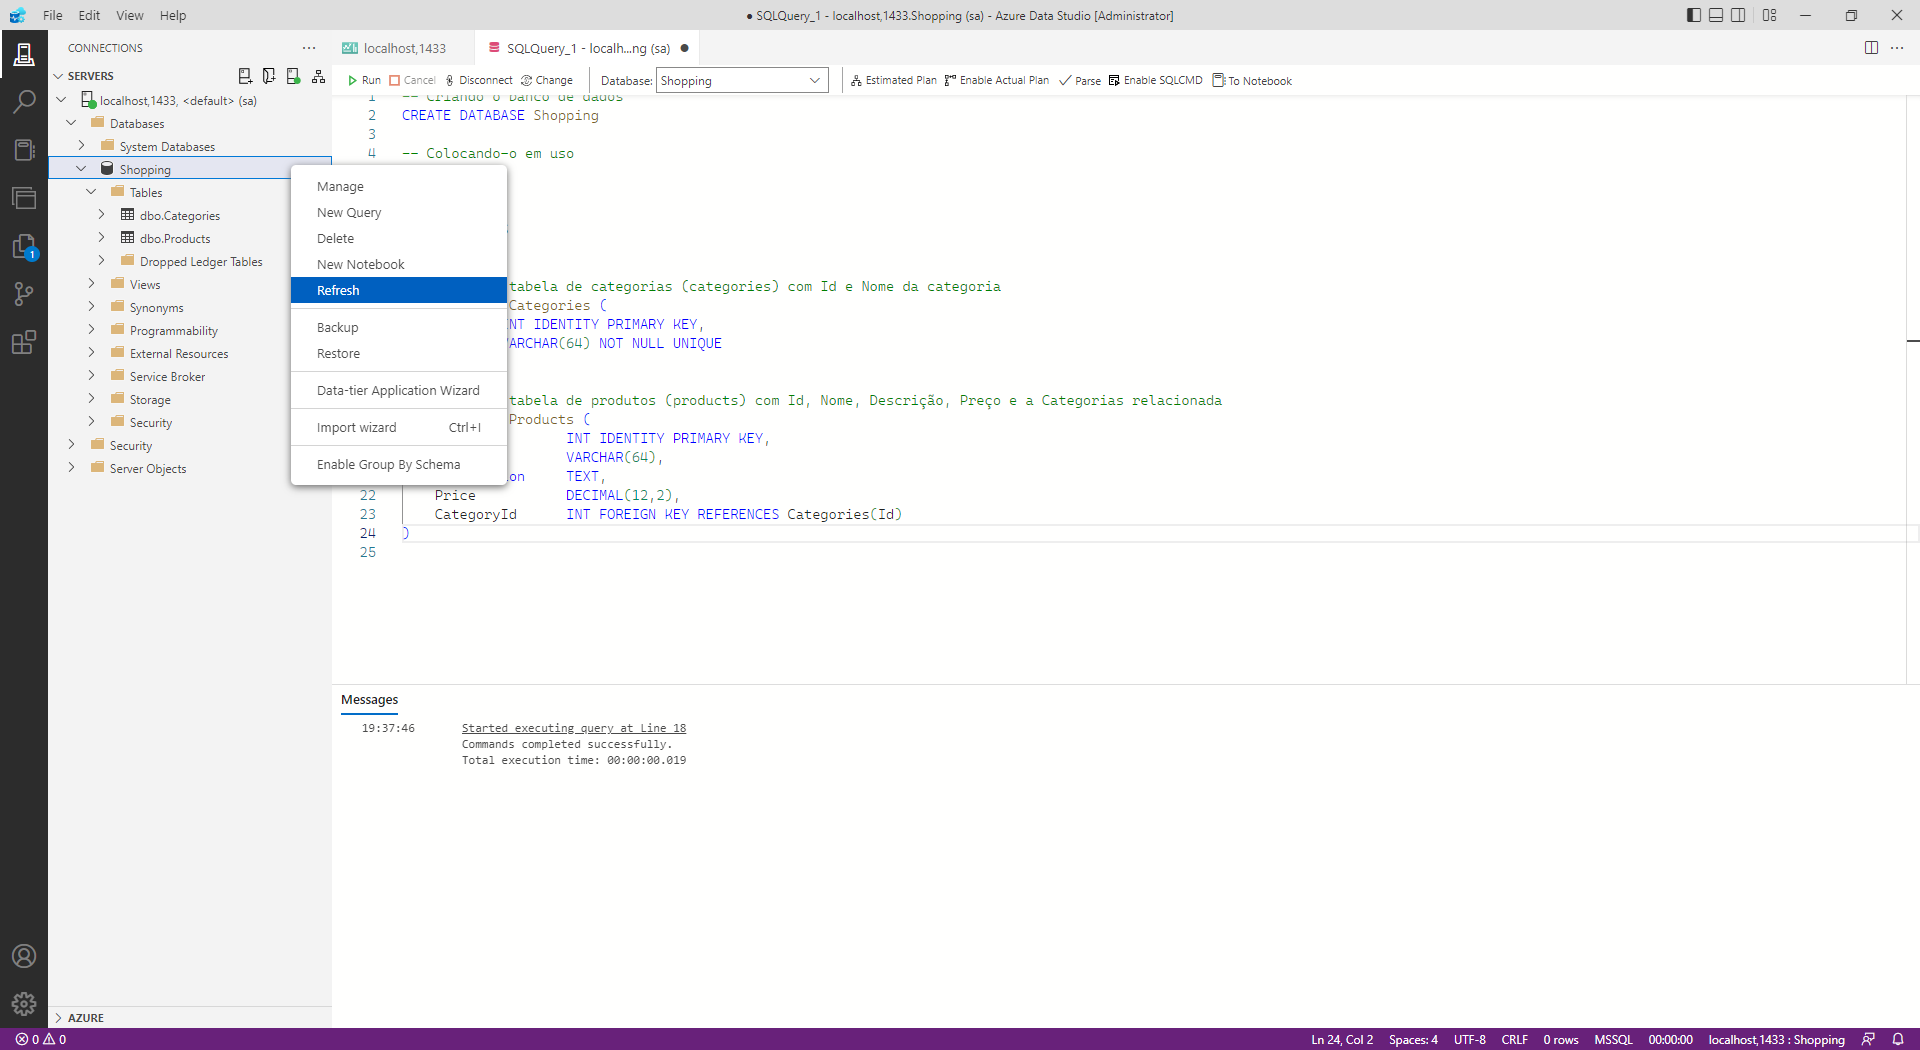 File Edit View Help
● SQLQuery_1 - localhost,1433.Shopping (sa) - Azure Data Studio [Administrator]
CONNECTIONS
SERVERS
localhost,1433, <default> (sa)
Databases
System Databases
Shopping
Tables
dbo.Categories
dbo.Products
Dropped Ledger Tables
Views
Synonyms
Programmability
External Resources
Service Broker
Storage
Security
Security
Server Objects
AZURE
1
localhost,1433
SQLQuery_1 - localh...ng (sa) ●
Run Cancel Disconnect Change Database: Shopping Estimated Plan Enable Actual Plan Parse Enable SQLCMD To Notebook
1 -- Criando o banco de dados
2 CREATE DATABASE Shopping
3
4 -- Colocando-o em uso
tabela de categorias (categories) com Id e Nome da categoria
Categories (
NT IDENTITY PRIMARY KEY,
VARCHAR(64) NOT NULL UNIQUE
tabela de produtos (products) com Id, Nome, Descrição, Preço e a Categorias relacionada
Products (
INT IDENTITY PRIMARY KEY,
VARCHAR(64),
on TEXT,
22 Price DECIMAL(12,2),
23 CategoryId INT FOREIGN KEY REFERENCES Categories(Id)
24 )
25
Manage
New Query
Delete
New Notebook
Refresh
Backup
Restore
Data-tier Application Wizard
Import wizard Ctrl+I
Enable Group By Schema
Messages
19:37:46 Started executing query at Line 18
Commands completed successfully.
Total execution time: 00:00:00.019
0 0
Ln 24, Col 2 Spaces: 4 UTF-8 CRLF 0 rows MSSQL 00:00:00 localhost,1433 : Shopping